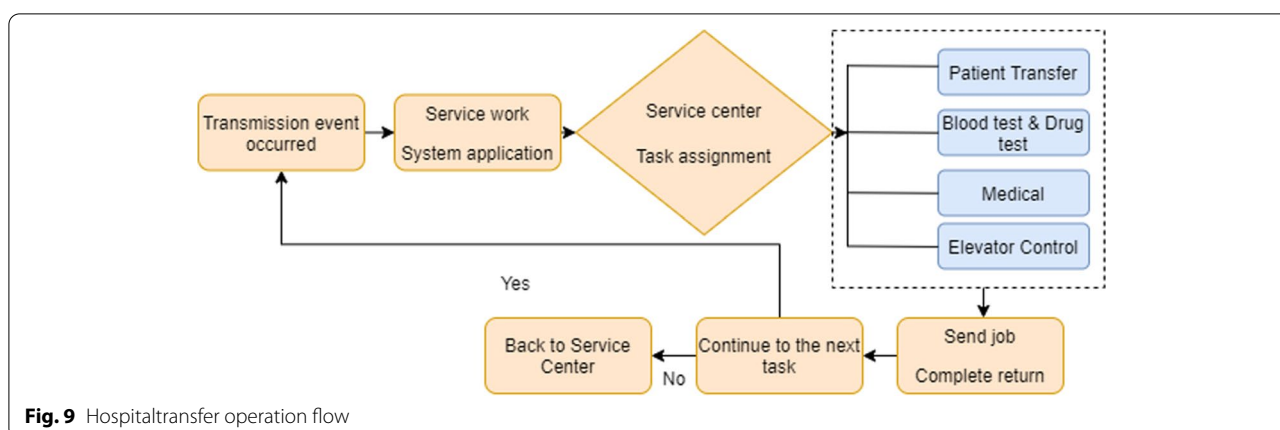 Transmission event
occurred
Service work
System application
Service center
Task assignment
Patient Transfer
Blood test & Drug
test
Medical
Elevator Control
Yes
Back to Service
Center
No
Continue to the next
task
Send job
Complete return
Fig. 9 Hospitaltransfer operation flow